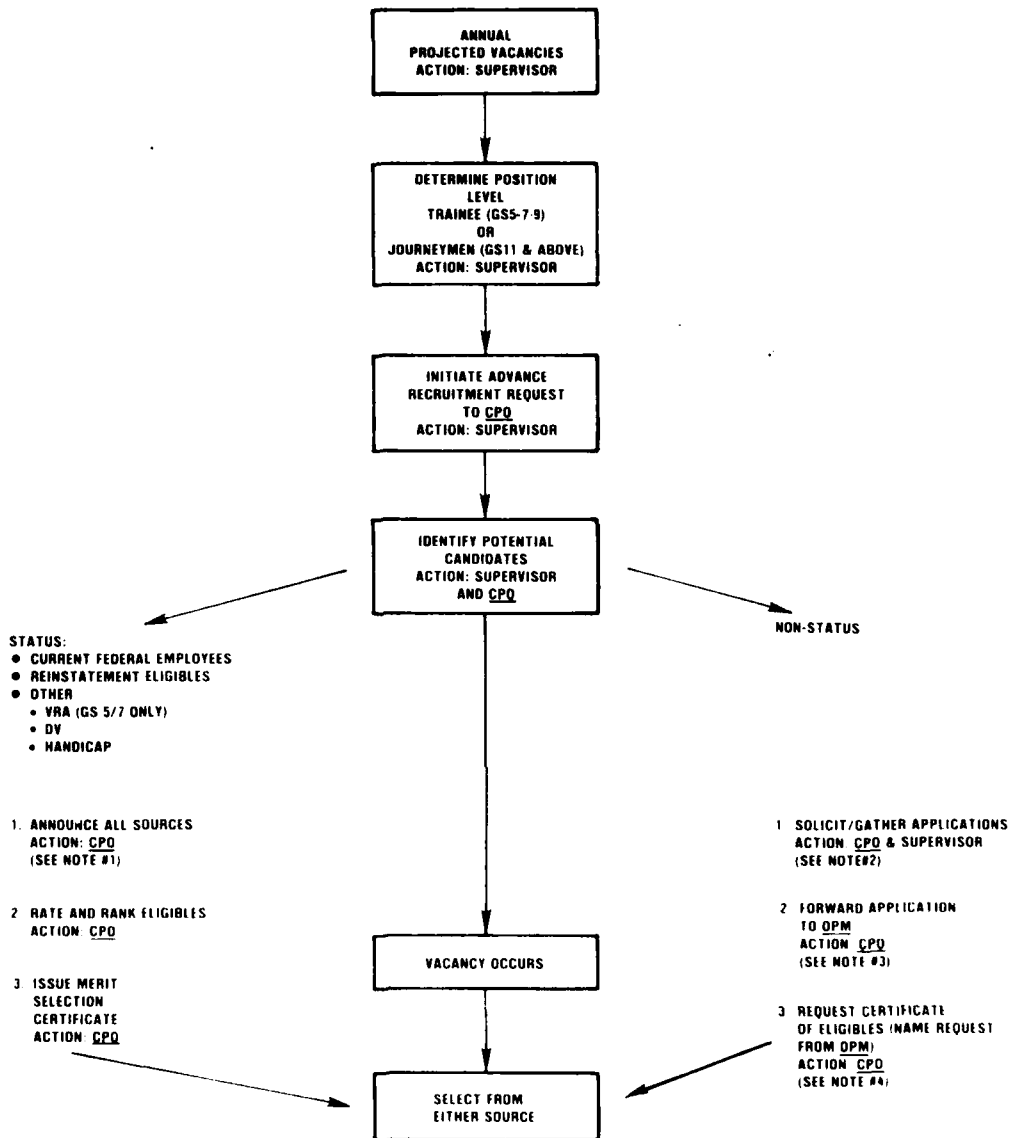 ANNUAL
PROJECTED VACANCIES
ACTION: SUPERVISOR
DETERMINE POSITION
LEVEL
TRAINEE (GS5-7-9)
OR
JOURNEYMEN (GS11 & ABOVE)
ACTION: SUPERVISOR
INITIATE ADVANCE
RECRUITMENT REQUEST
TO CPO
ACTION: SUPERVISOR
IDENTIFY POTENTIAL
CANDIDATES
ACTION: SUPERVISOR
AND CPO
STATUS:
● CURRENT FEDERAL EMPLOYEES
● REINSTATEMENT ELIGIBLES
● OTHER
• VRA (GS 5/7 ONLY)
• DV
• HANDICAP
1. ANNOUNCE ALL SOURCES
ACTION: CPO
(SEE NOTE #1)
2 RATE AND RANK ELIGIBLES
ACTION: CPO
3. ISSUE MERIT
SELECTION
CERTIFICATE
ACTION: CPO
NON-STATUS
1 SOLICIT/GATHER APPLICATIONS
ACTION CPO & SUPERVISOR
(SEE NOTE#2)
2 FORWARD APPLICATION
TO OPM
ACTION CPO
(SEE NOTE #3)
3 REQUEST CERTIFICATE
OF ELIGIBLES (NAME REQUEST
FROM OPM)
ACTION CPO
(SEE NOTE #4)
VACANCY OCCURS
SELECT FROM
EITHER SOURCE